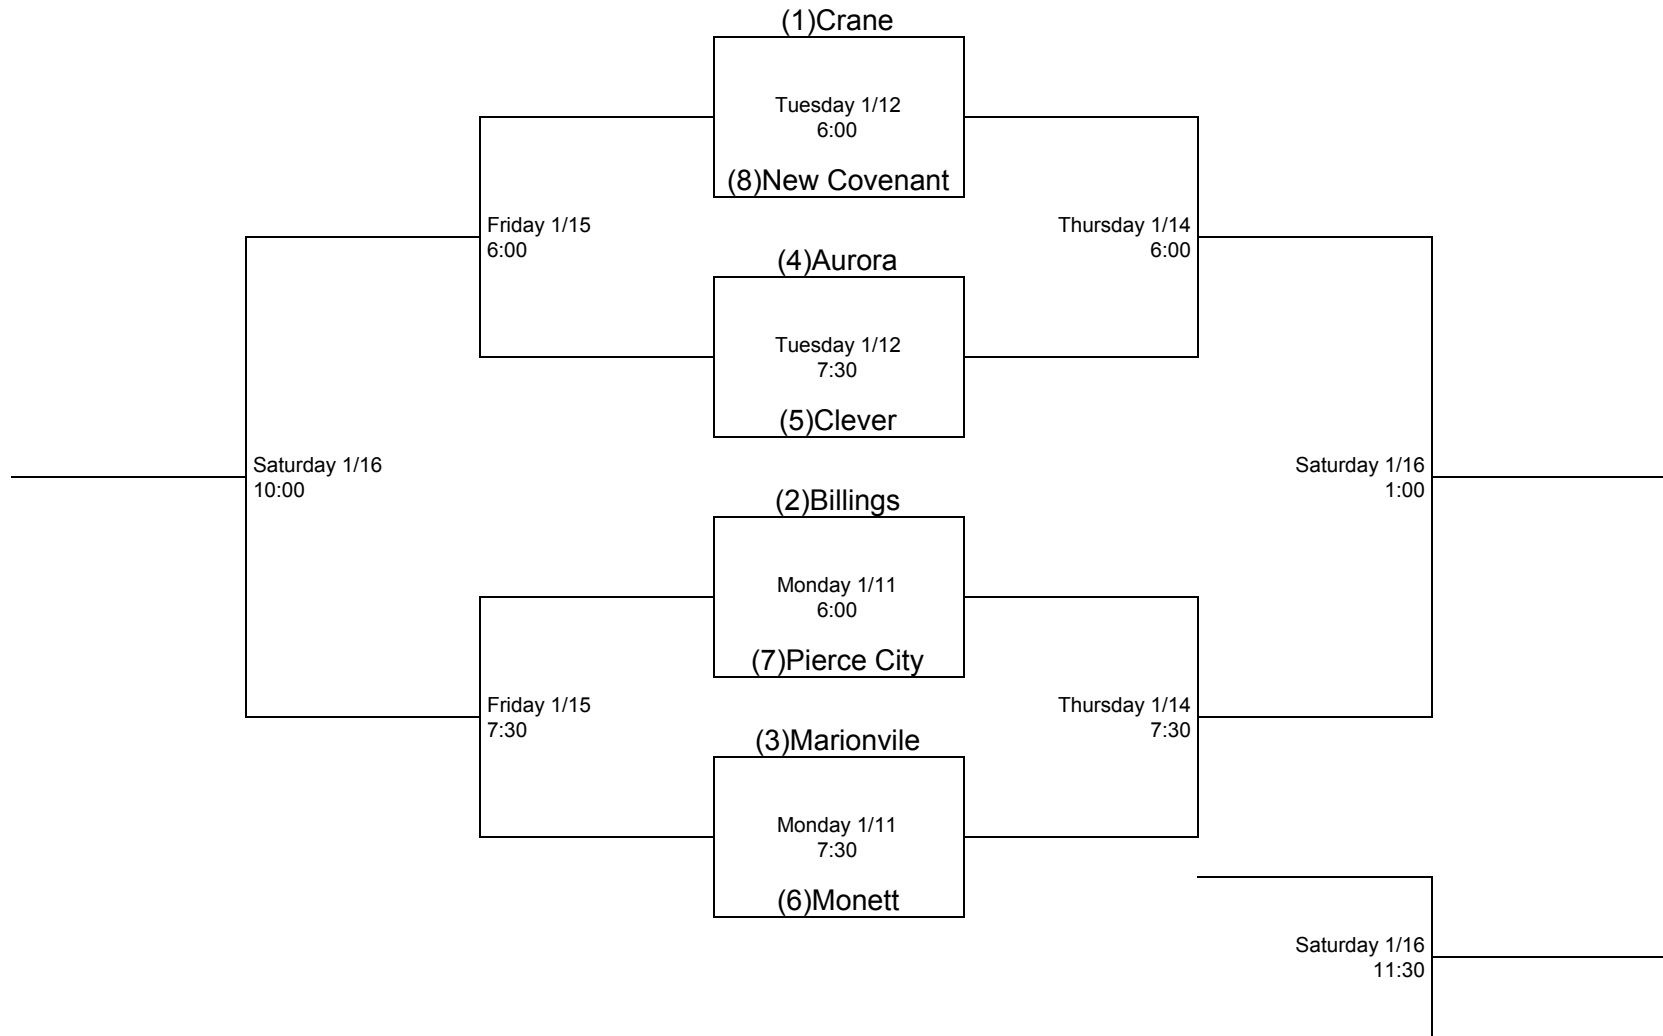 (1)Crane
Tuesday 1/12
6:00
(8)New Covenant
Friday 1/15
6:00
Thursday 1/14
6:00
(4)Aurora
Tuesday 1/12
7:30
(5)Clever
Saturday 1/16
10:00
Saturday 1/16
1:00
(2)Billings
Monday 1/11
6:00
(7)Pierce City
Friday 1/15
7:30
Thursday 1/14
7:30
(3)Marionvile
Monday 1/11
7:30
(6)Monett
Saturday 1/16
11:30